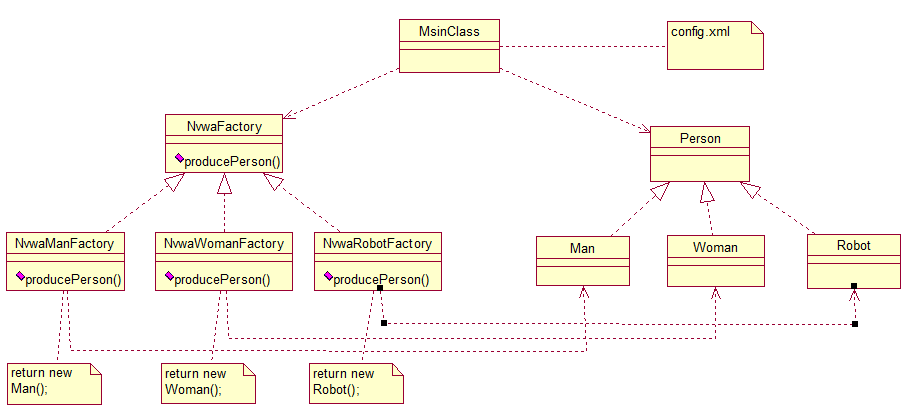 MsinClass
config.xml
NvwaFactory
producePerson()
Person
NvwaManFactory
producePerson()
NvwaWomanFactory
producePerson()
NvwaRobotFactory
producePerson()
Man
Woman
Robot
return new
Man();
return new
Woman();
return new
Robot();